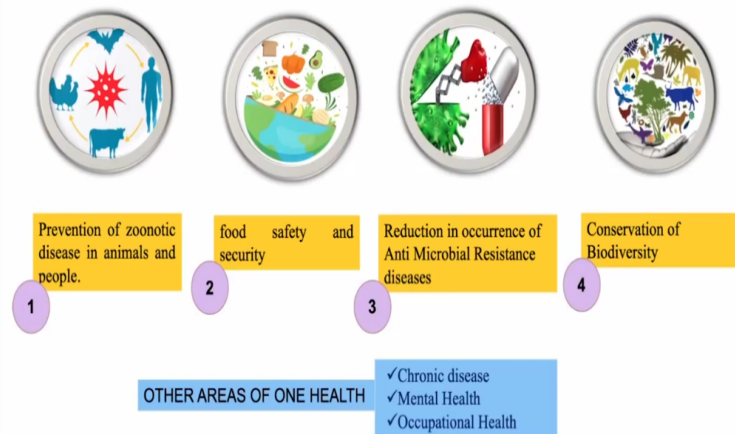 Prevention of zoonotic
disease in animals and
people.
1
food safety and
security
2
Reduction in occurrence of
Anti Microbial Resistance
diseases
3
Conservation of
Biodiversity
4
OTHER AREAS OF ONE HEALTH
✓Chronic disease
✓Mental Health
✓Occupational Health